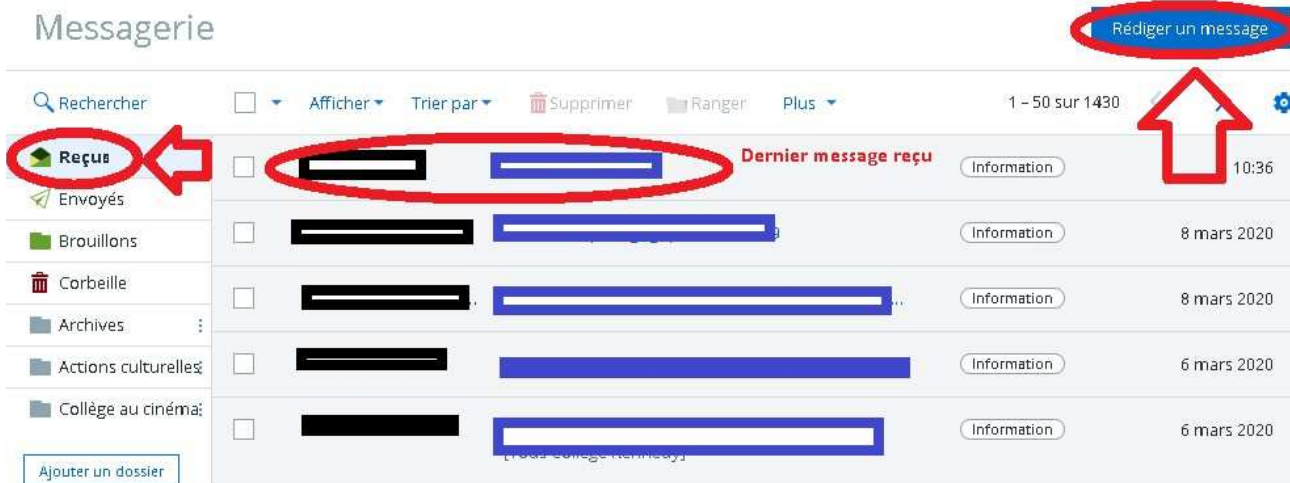 Messagerie
Rédiger un message
Rechercher
Afficher Trier par Supprimer Ranger Plus 1 – 50 sur 1430
Reçus
Dernier message reçu Information 10:36
Envoyés
Brouillons
Information 8 mars 2020
Corbeille
Information 8 mars 2020
Archives
Actions culturelles
Information 6 mars 2020
Collège au cinéma
Information 6 mars 2020
Ajouter un dossier